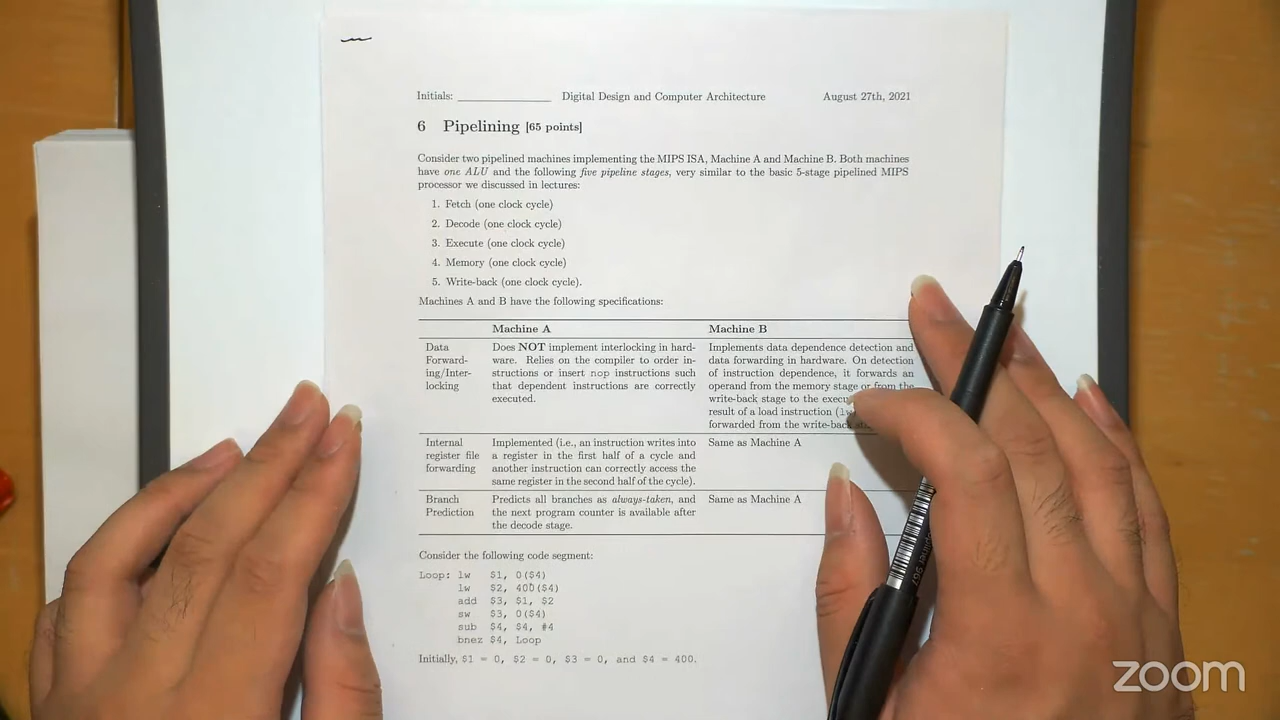 Initials: Digital Design and Computer Architecture August 27th, 2021
6 Pipelining [65 points]
Consider two pipelined machines implementing the MIPS ISA, Machine A and Machine B. Both machines
have one ALU and the following five pipeline stages, very similar to the basic 5-stage pipelined MIPS
processor we discussed in lectures:
1. Fetch (one clock cycle)
2. Decode (one clock cycle)
3. Execute (one clock cycle)
4. Memory (one clock cycle)
5. Write-back (one clock cycle).
Machines A and B have the following specifications:
Machine A Machine B
Data
Forward-
ing/Inter-
locking
Does NOT implement interlocking in hard-
ware. Relies on the compiler to order in-
structions or insert nop instructions such
that dependent instructions are correctly
executed.
Implements data dependence detection and
data forwarding in hardware. On detection
of instruction dependence, it forwards an
operand from the memory stage or from the
write-back stage to the
result of a load instruction (lw
forwarded from the write-back
Internal
register file
forwarding
Implemented (i.e., an instruction writes into
a register in the first half of a cycle and
another instruction can correctly access the
same register in the second half of the cycle).
Same as Machine A
Branch
Prediction
Predicts all branches as always-taken, and
the next program counter is available after
the decode stage.
Same as Machine A
Consider the following code segment:
Loop: lw $1, 0($4)
lw $2, 400($4)
add $3, $1, $2
sw $3, 0($4)
sub $4, $4, #4
bnez $4, Loop
Initially, $1 = 0, $2 = 0, $3 = 0, and $4 = 400.
zoom